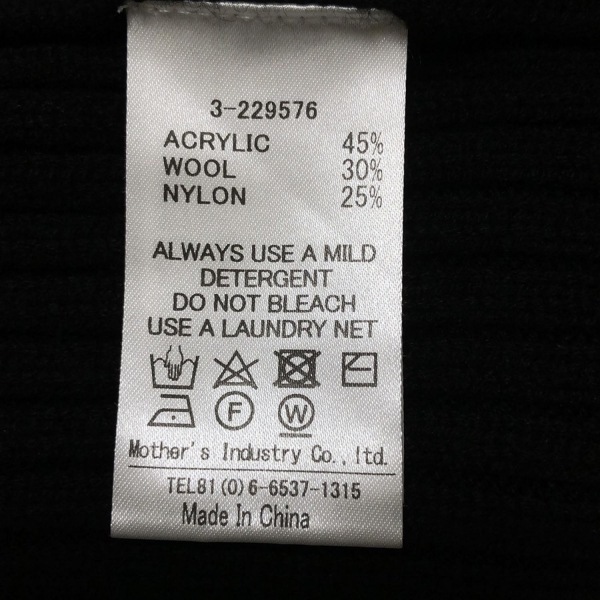 3-229576
ACRYLIC 45%
WOOL 30%
NYLON 25%
ALWAYS USE A MILD
DETERGENT
DO NOT BLEACH
USE A LAUNDRY NET
F W
Mother's Industry Co.,ltd.
TEL81(0)6-6537-1315
Made In China